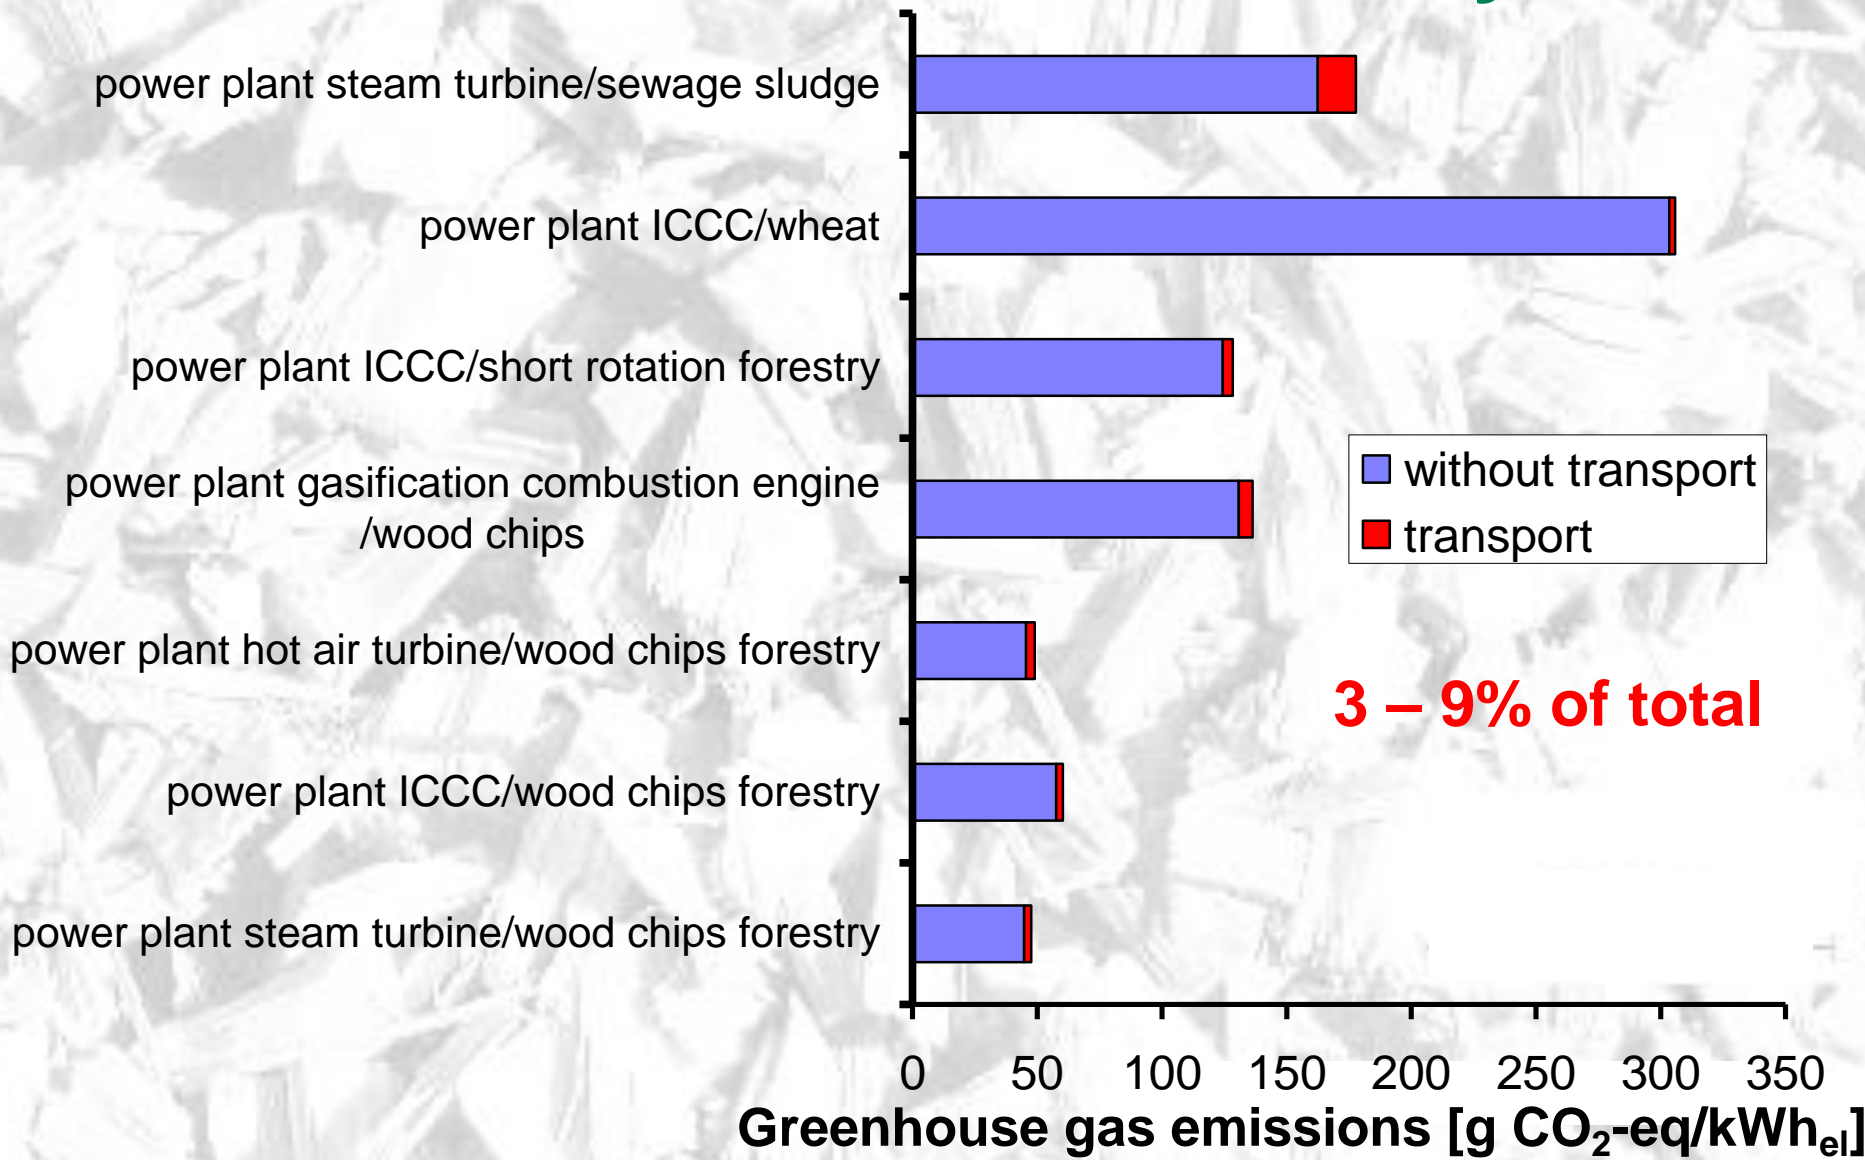 power plant steam turbine/sewage sludge
power plant ICCC/wheat
power plant ICCC/short rotation forestry
power plant gasification combustion engine
/wood chips
power plant hot air turbine/wood chips forestry
power plant ICCC/wood chips forestry
power plant steam turbine/wood chips forestry
without transport
transport
3 – 9% of total
0 50 100 150 200 250 300 350
Greenhouse gas emissions [g CO₂-eq/kWhₑₗ]